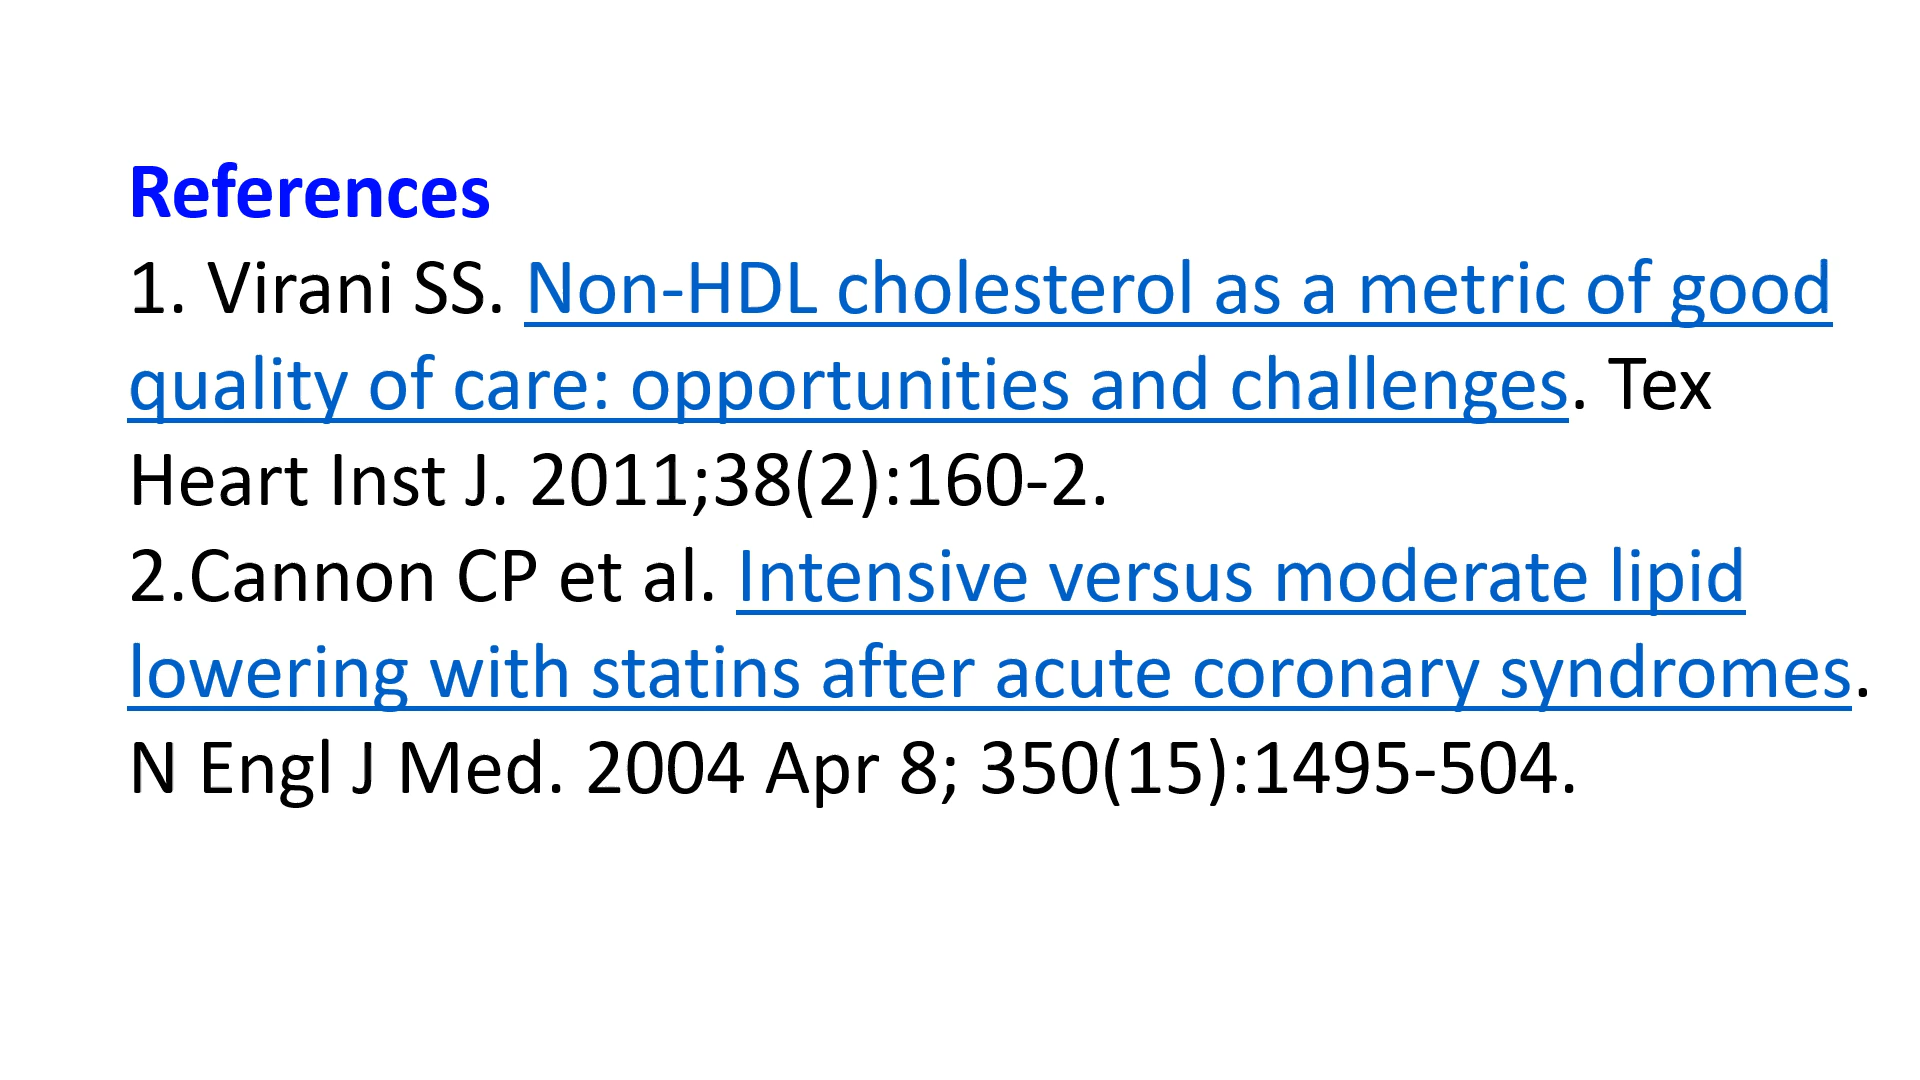 References
1. Virani SS. Non-HDL cholesterol as a metric of good
quality of care: opportunities and challenges. Tex
Heart Inst J. 2011;38(2):160-2.
2.Cannon CP et al. Intensive versus moderate lipid
lowering with statins after acute coronary syndromes.
N Engl J Med. 2004 Apr 8; 350(15):1495-504.